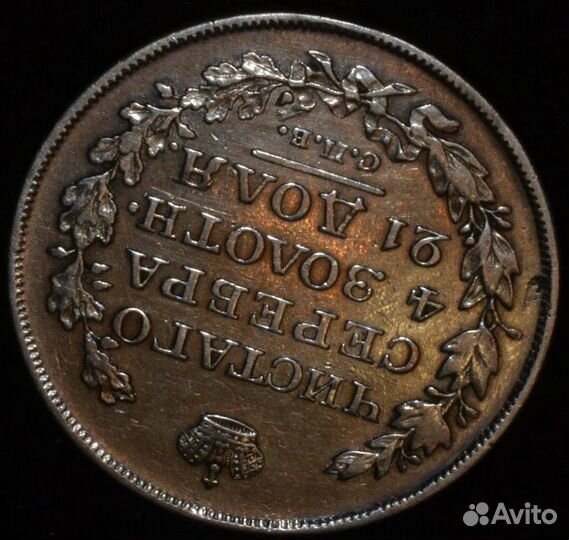 ЧИСТАГО
СЕРЕБРА
4 ЗОЛОТН.
21 ДОЛЯ.
С.П.Б.
Avito